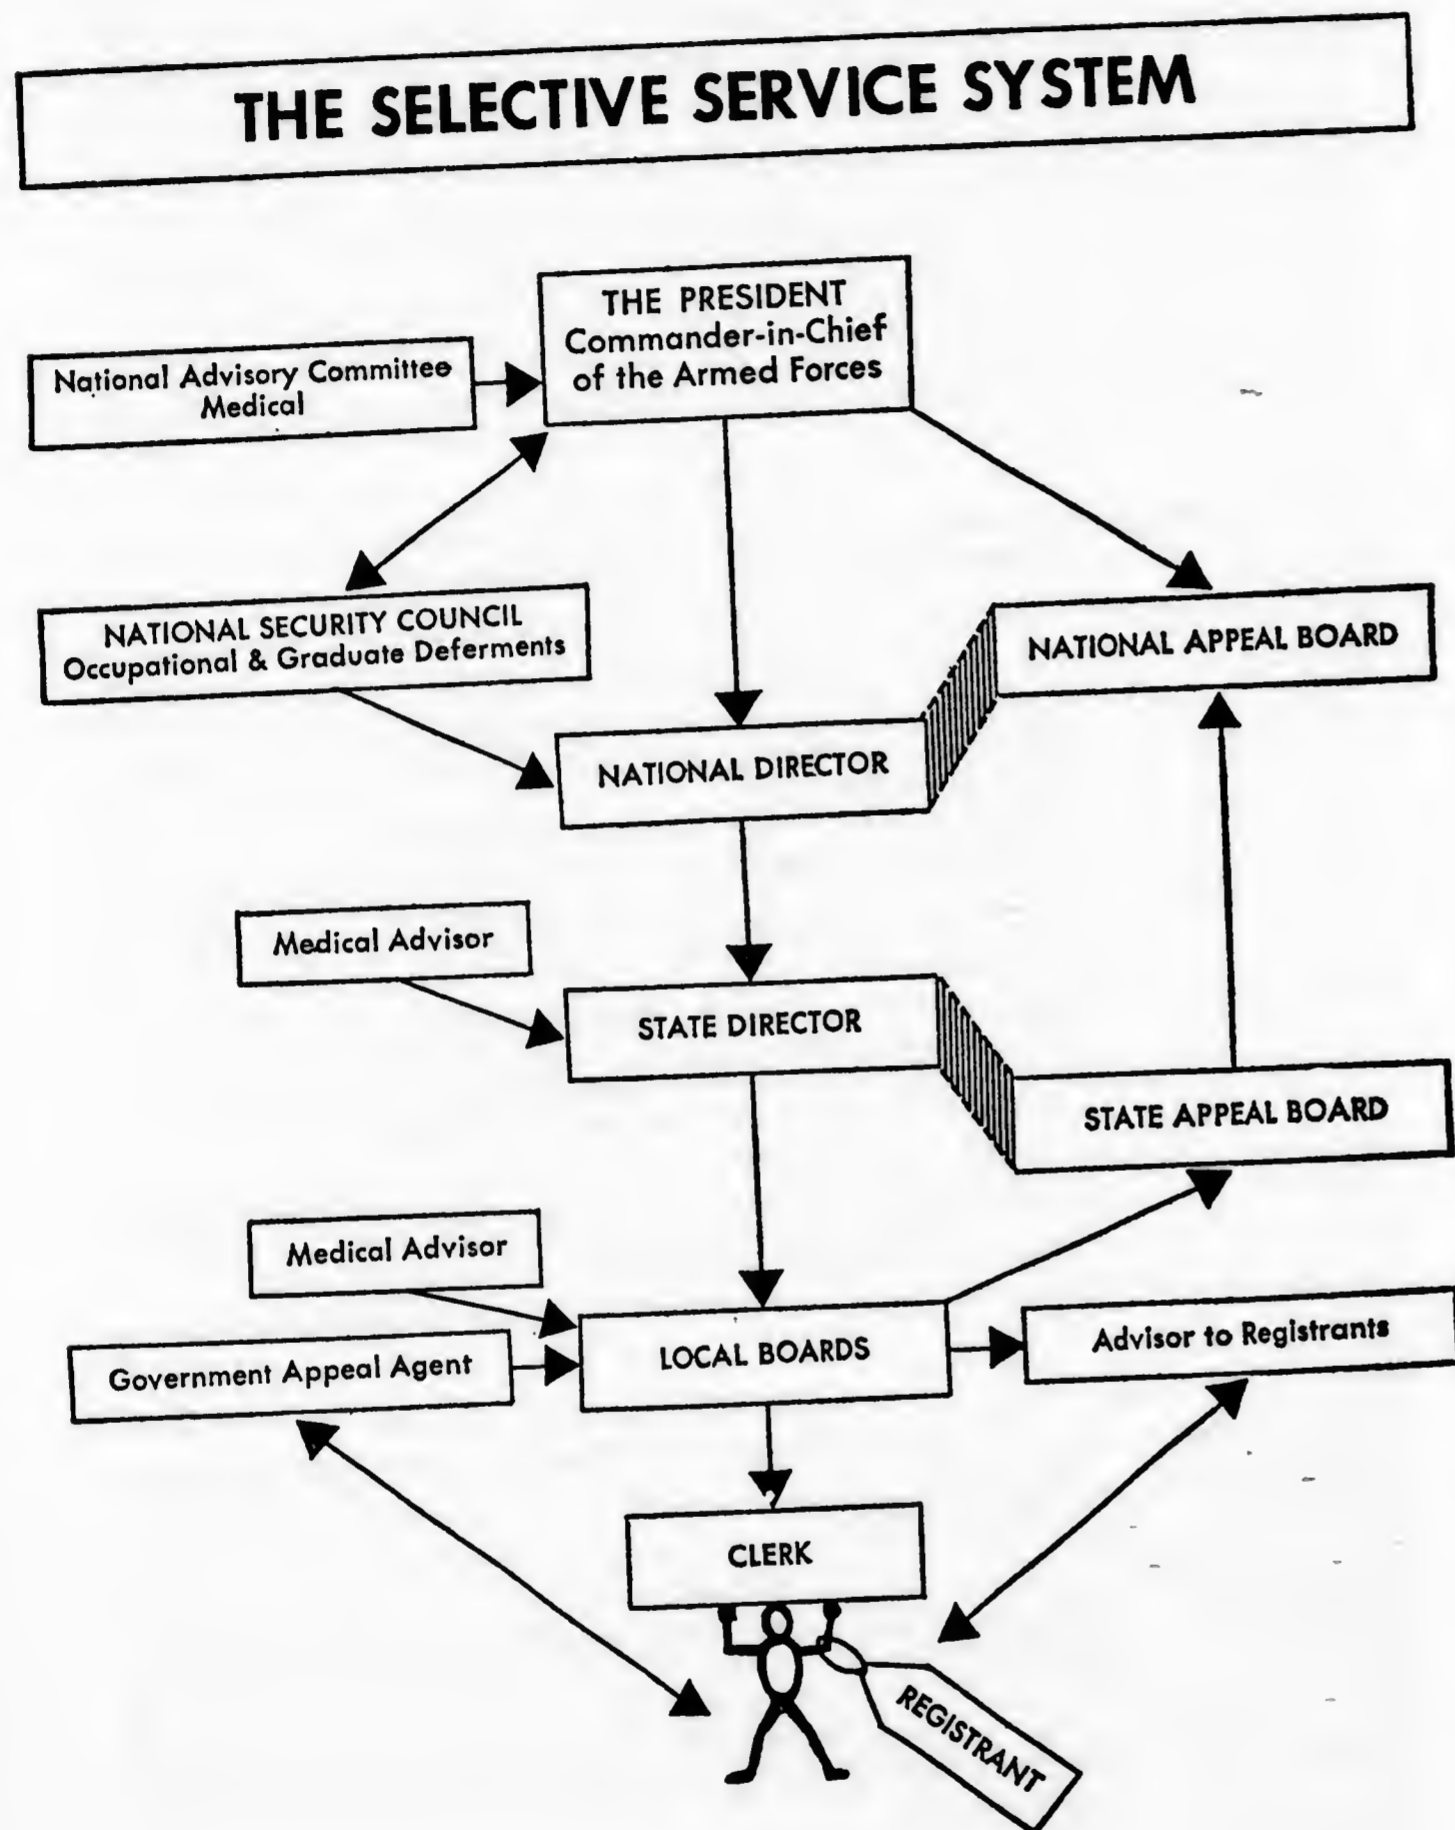 THE SELECTIVE SERVICE SYSTEM
THE PRESIDENT
Commander-in-Chief
of the Armed Forces
National Advisory Committee
Medical
NATIONAL SECURITY COUNCIL
Occupational & Graduate Deferments
NATIONAL APPEAL BOARD
NATIONAL DIRECTOR
Medical Advisor
STATE DIRECTOR
STATE APPEAL BOARD
Medical Advisor
LOCAL BOARDS
Advisor to Registrants
Government Appeal Agent
CLERK
REGISTRANT